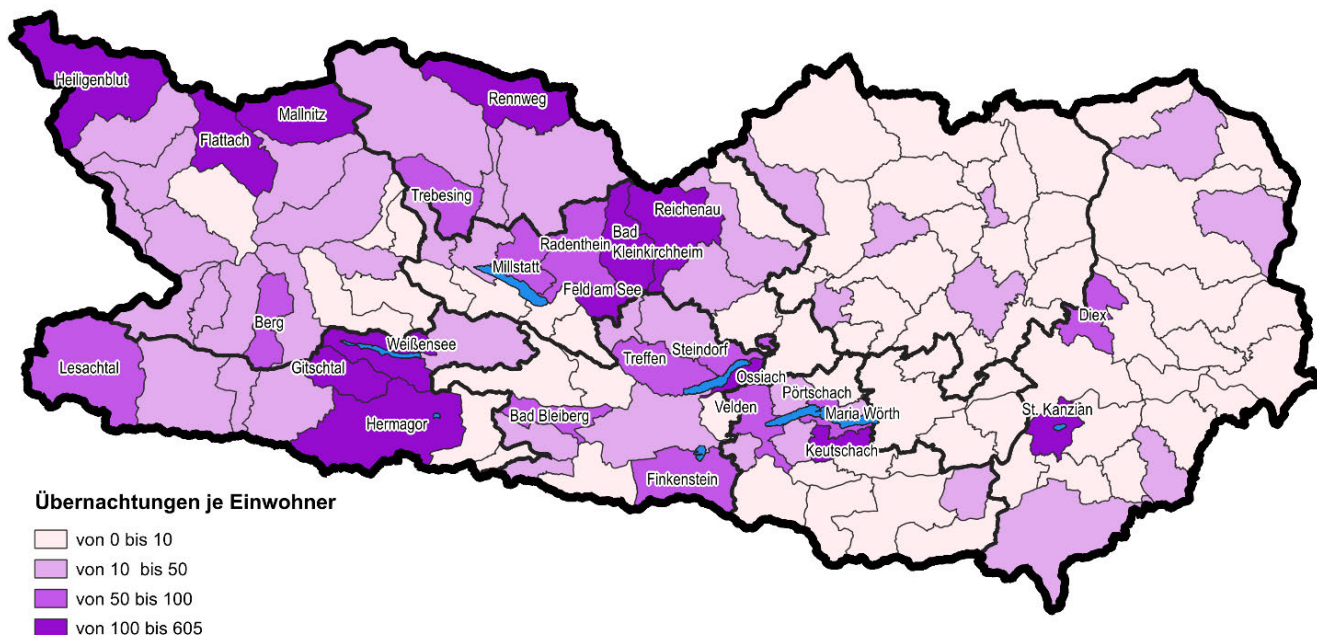 Heiligenblut
Mallnitz
Rennweg
Flattach
Trebesing
Reichenau
Radenthein
Bad
Kleinkirchheim
Millstatt
Feld am See
Berg
Diex
Weißensee
Lesachtal
Gitschtal
Treffen
Steindorf
Ossiach
Pörtschach
Velden
Maria Wörth
St. Kanzian
Bad Bleiberg
Hermagor
Keutschach
Finkenstein
Übernachtungen je Einwohner
von 0 bis 10
von 10 bis 50
von 50 bis 100
von 100 bis 605